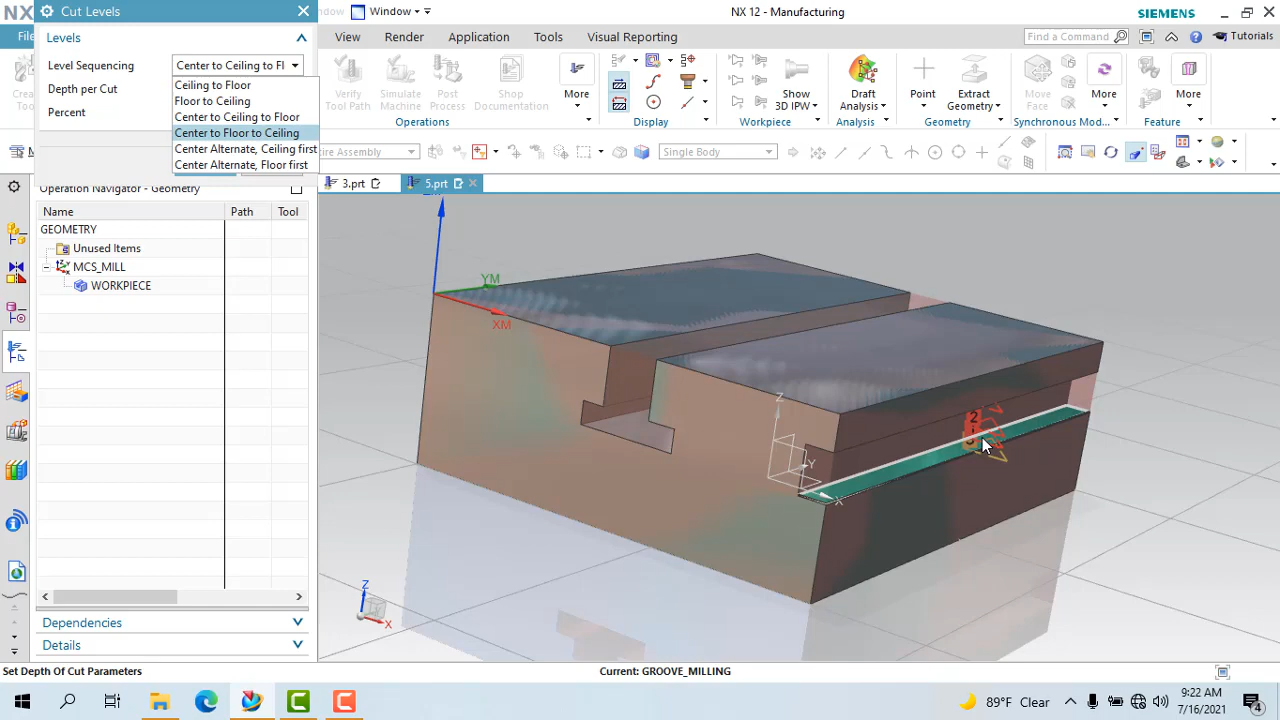 NX
Cut Levels
Window
NX 12 - Manufacturing
SIEMENS
Levels
View
Render
Application
Tools
Visual Reporting
Find a Command
Tutorials
Level Sequencing
Center to Ceiling to Fl
Depth per Cut
Percent
Ceiling to Floor
Floor to Ceiling
Center to Ceiling to Floor
Center to Floor to Ceiling
Center Alternate, Ceiling first
Center Alternate, Floor first
Verify
Tool Path
Simulate
Machine
Shop
Documentation
More
Show
3D IPW
Draft
Analysis
Point
Extract
Geometry
Move
Face
More
More
Operations
Display
Workpiece
Analysis
Geometry
Synchronous Mod...
Feature
ntire Assembly
Single Body
Operation Navigator - Geometry
3.prt
5.prt
Name
Path
Tool
GEOMETRY
Unused Items
MCS_MILL
WORKPIECE
YM
XM
Z
Y
X
2
Z
X
Dependencies
Details
Set Depth Of Cut Parameters
Current: GROOVE_MILLING
89°F Clear
9:22 AM
7/16/2021
4